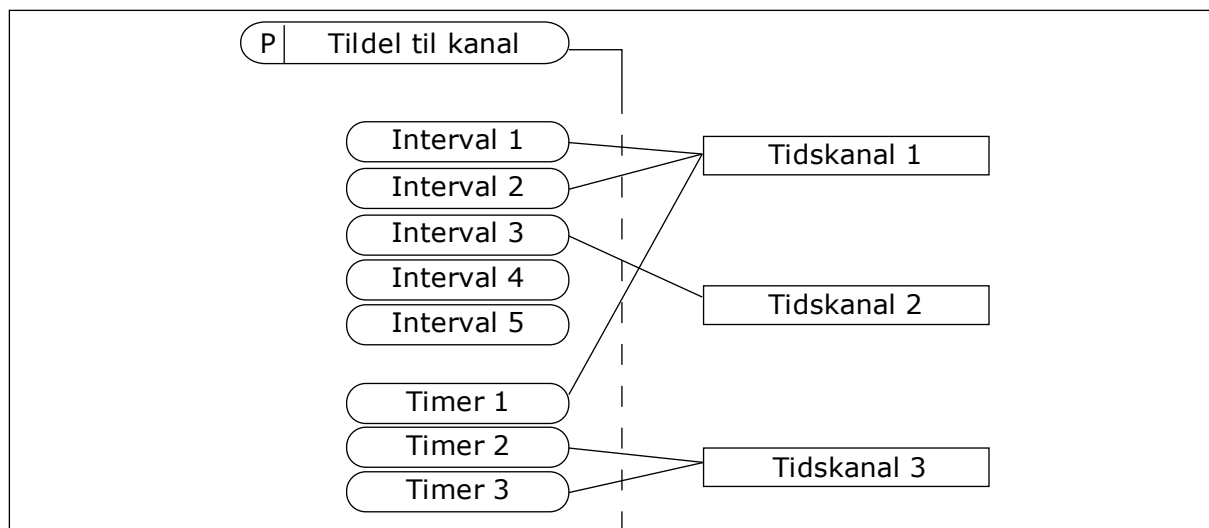 P Tildel til kanal
Interval 1
Tidskanal 1
Interval 2
Interval 3
Interval 4
Tidskanal 2
Interval 5
Timer 1
Timer 2
Tidskanal 3
Timer 3